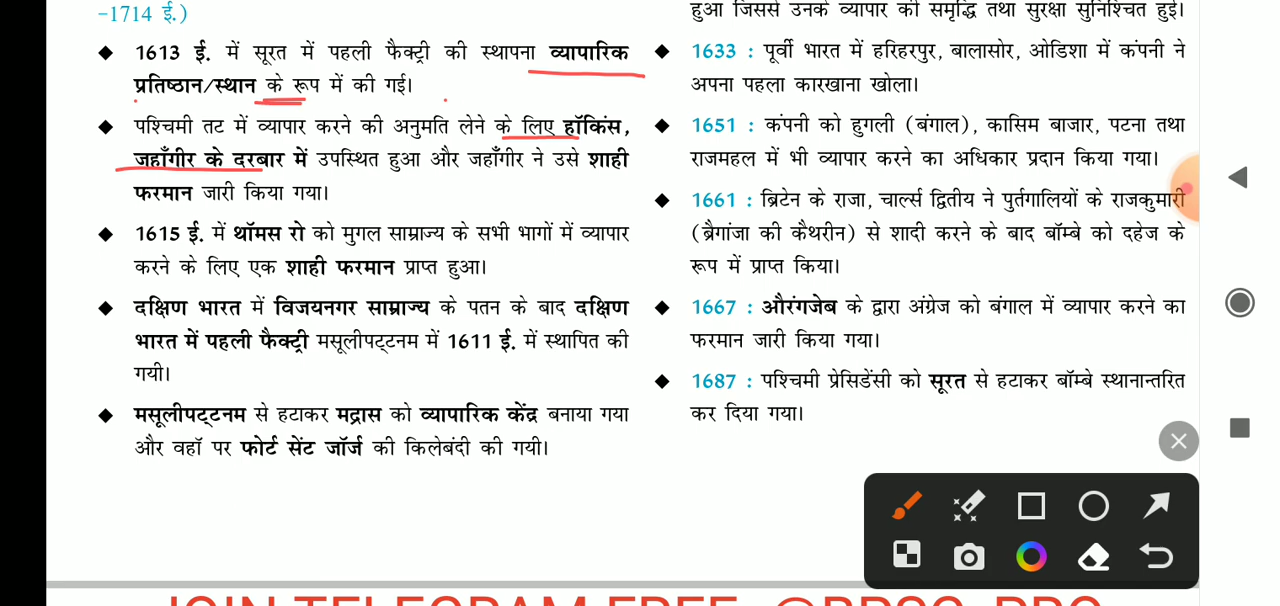 –1714 ई.)
◆ 1613 ई. में सूरत में पहली फैक्ट्री की स्थापना व्यापारिक
प्रतिष्ठान/स्थान के रूप में की गई।
◆ पश्चिमी तट में व्यापार करने की अनुमति लेने के लिए हॉकिंस,
जहाँगीर के दरबार में उपस्थित हुआ और जहाँगीर ने उसे शाही
फरमान जारी किया गया।
◆ 1615 ई. में थॉमस रो को मुगल साम्राज्य के सभी भागों में व्यापार
करने के लिए एक शाही फरमान प्राप्त हुआ।
◆ दक्षिण भारत में विजयनगर साम्राज्य के पतन के बाद दक्षिण
भारत में पहली फैक्ट्री मसूलीपट्टनम में 1611 ई. में स्थापित की
गयी।
◆ मसूलीपट्टनम से हटाकर मद्रास को व्यापारिक केंद्र बनाया गया
और वहॉ पर फोर्ट सेंट जॉर्ज की किलेबंदी की गयी।
हुआ जिससे उनके व्यापार की समृद्धि तथा सुरक्षा सुनिश्चित हुई।
◆ 1633 : पूर्वी भारत में हरिहरपुर, बालासोर, ओडिशा में कंपनी ने
अपना पहला कारखाना खोला।
◆ 1651 : कंपनी को हुगली (बंगाल), कासिम बाजार, पटना तथा
राजमहल में भी व्यापार करने का अधिकार प्रदान किया गया।
◆ 1661 : ब्रिटेन के राजा, चार्ल्स द्वितीय ने पुर्तगालियों के राजकुमारी
(ब्रैगांजा की कैथरीन) से शादी करने के बाद बॉम्बे को दहेज के
रूप में प्राप्त किया।
◆ 1667 : औरंगजेब के द्वारा अंग्रेज को बंगाल में व्यापार करने का
फरमान जारी किया गया।
◆ 1687 : पश्चिमी प्रेसिडेंसी को सूरत से हटाकर बॉम्बे स्थानान्तरित
कर दिया गया।
JOIN TELEGRAM FREE